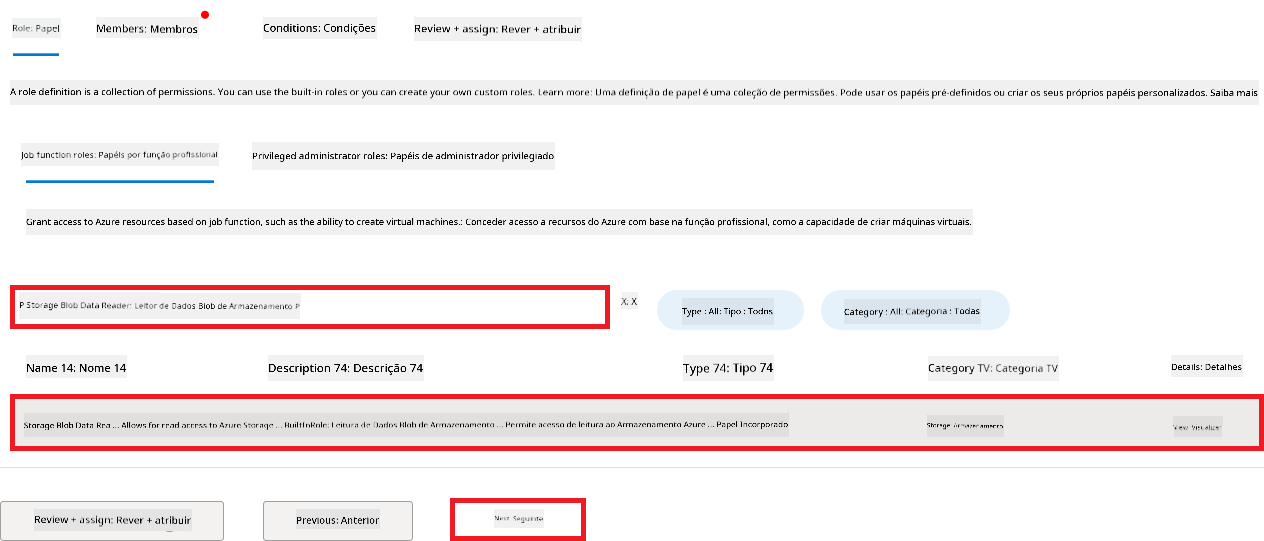 Role: Papel
Members: Membros
Conditions: Condições
Review + assign: Rever + atribuir
A role definition is a collection of permissions. You can use the built-in roles or you can create your own custom roles. Learn more: Uma definição de papel é uma coleção de permissões. Pode usar os papéis pré-definidos ou criar os seus próprios papéis personalizados. Saiba mais
Job function roles: Papéis por função profissional
Privileged administrator roles: Papéis de administrador privilegiado
Grant access to Azure resources based on job function, such as the ability to create virtual machines.: Conceder acesso a recursos do Azure com base na função profissional, como a capacidade de criar máquinas virtuais.
P Storage Blob Data Reader: Leitor de Dados Blob de Armazenamento P
X: X
Type : All: Tipo : Todos
Category : All: Categoria : Todas
Name 14: Nome 14
Description 74: Descrição 74
Type 74: Tipo 74
Category TV: Categoria TV
Details: Detalhes
Storage Blob Data Rea ... Allows for read access to Azure Storage ... BuiltInRole: Leitura de Dados Blob de Armazenamento ... Permite acesso de leitura ao Armazenamento Azure ... Papel Incorporado
Storage: Armazenamento
View: Visualizar
Review + assign: Rever + atribuir
Previous: Anterior
Next: Seguinte